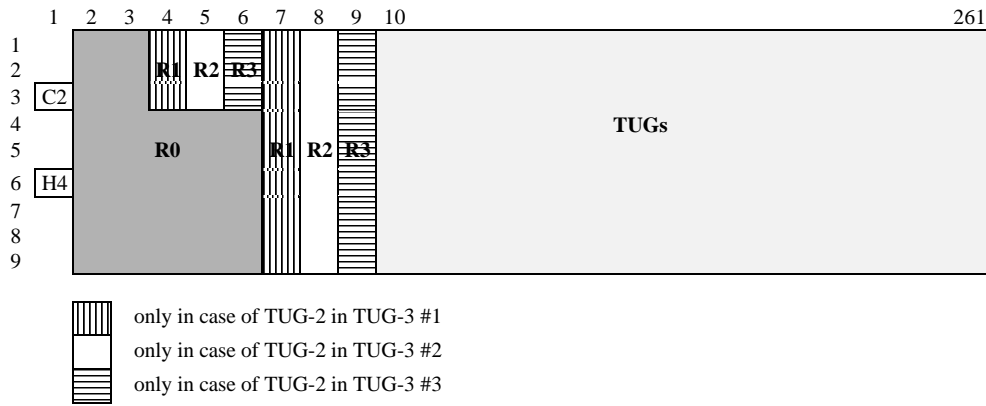 1 2 3 4 5 6 7 8 9 10 261
1
2 R1 R2 R3
3 C2
4 TUGs
5 R0 R1 R2 R3
6 H4
7
8
9
only in case of TUG-2 in TUG-3 #1
only in case of TUG-2 in TUG-3 #2
only in case of TUG-2 in TUG-3 #3